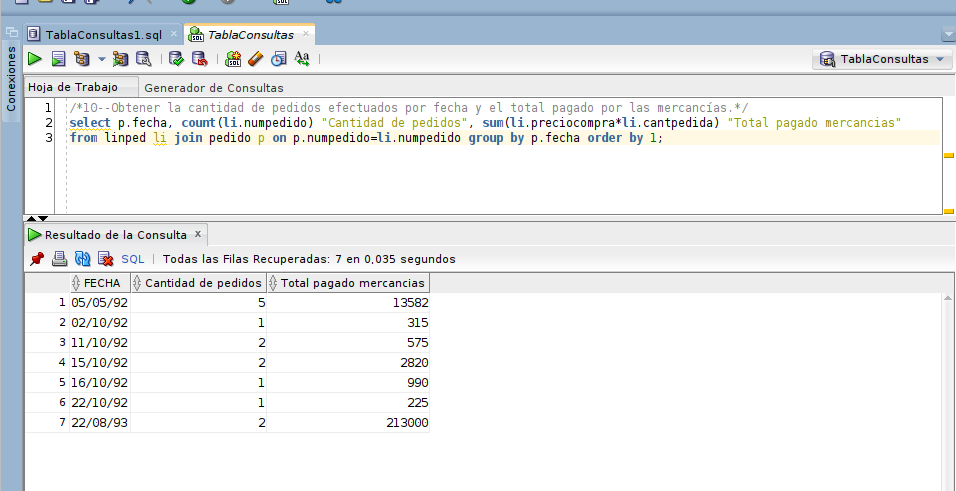 TablaConsultas1.sql
TablaConsultas
Conexiones
TablaConsultas
Hoja de Trabajo
Generador de Consultas
1 /*10--Obtener la cantidad de pedidos efectuados por fecha y el total pagado por las mercancías.*/
2 select p.fecha, count(li.numpedido) "Cantidad de pedidos", sum(li.preciocompra*li.cantpedida) "Total pagado mercancias"
3 from linped li join pedido p on p.numpedido=li.numpedido group by p.fecha order by 1;
Resultado de la Consulta x
SQL | Todas las Filas Recuperadas: 7 en 0,035 segundos
FECHA Cantidad de pedidos Total pagado mercancias
1 05/05/92 5 13582
2 02/10/92 1 315
3 11/10/92 2 575
4 15/10/92 2 2820
5 16/10/92 1 990
6 22/10/92 1 225
7 22/08/93 2 213000